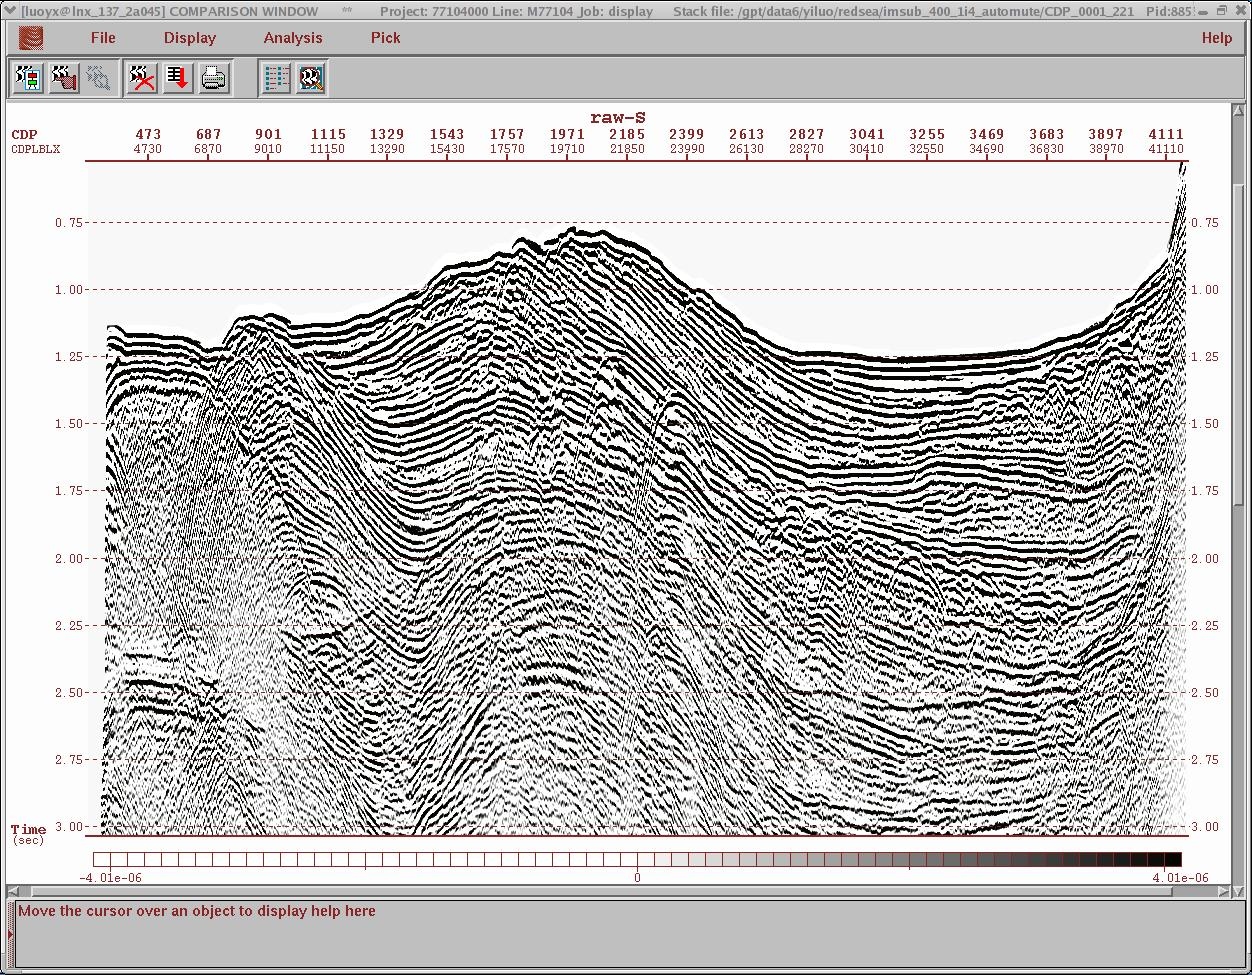 [luoyx@lnx_137_2a045] COMPARISON WINDOW ** Project: 77104000 Line: M77104 Job: display Stack file: /gpt/data6/yiluo/redsea/imsub_400_1i4_automute/CDP_0001_221 Pid:885
File Display Analysis Pick Help
raw-S
CDP 473 687 901 1115 1329 1543 1757 1971 2185 2399 2613 2827 3041 3255 3469 3683 3897 4111
CDPLBLX 4730 6870 9010 11150 13290 15430 17570 19710 21850 23990 26130 28270 30410 32550 34690 36830 38970 41110
0.75 0.75
1.00 1.00
1.25 1.25
1.50 1.50
1.75 1.75
2.00 2.00
2.25 2.25
2.50 2.50
2.75 2.75
3.00 3.00
Time
(sec)
-4.01e-06 0 4.01e-06
Move the cursor over an object to display help here